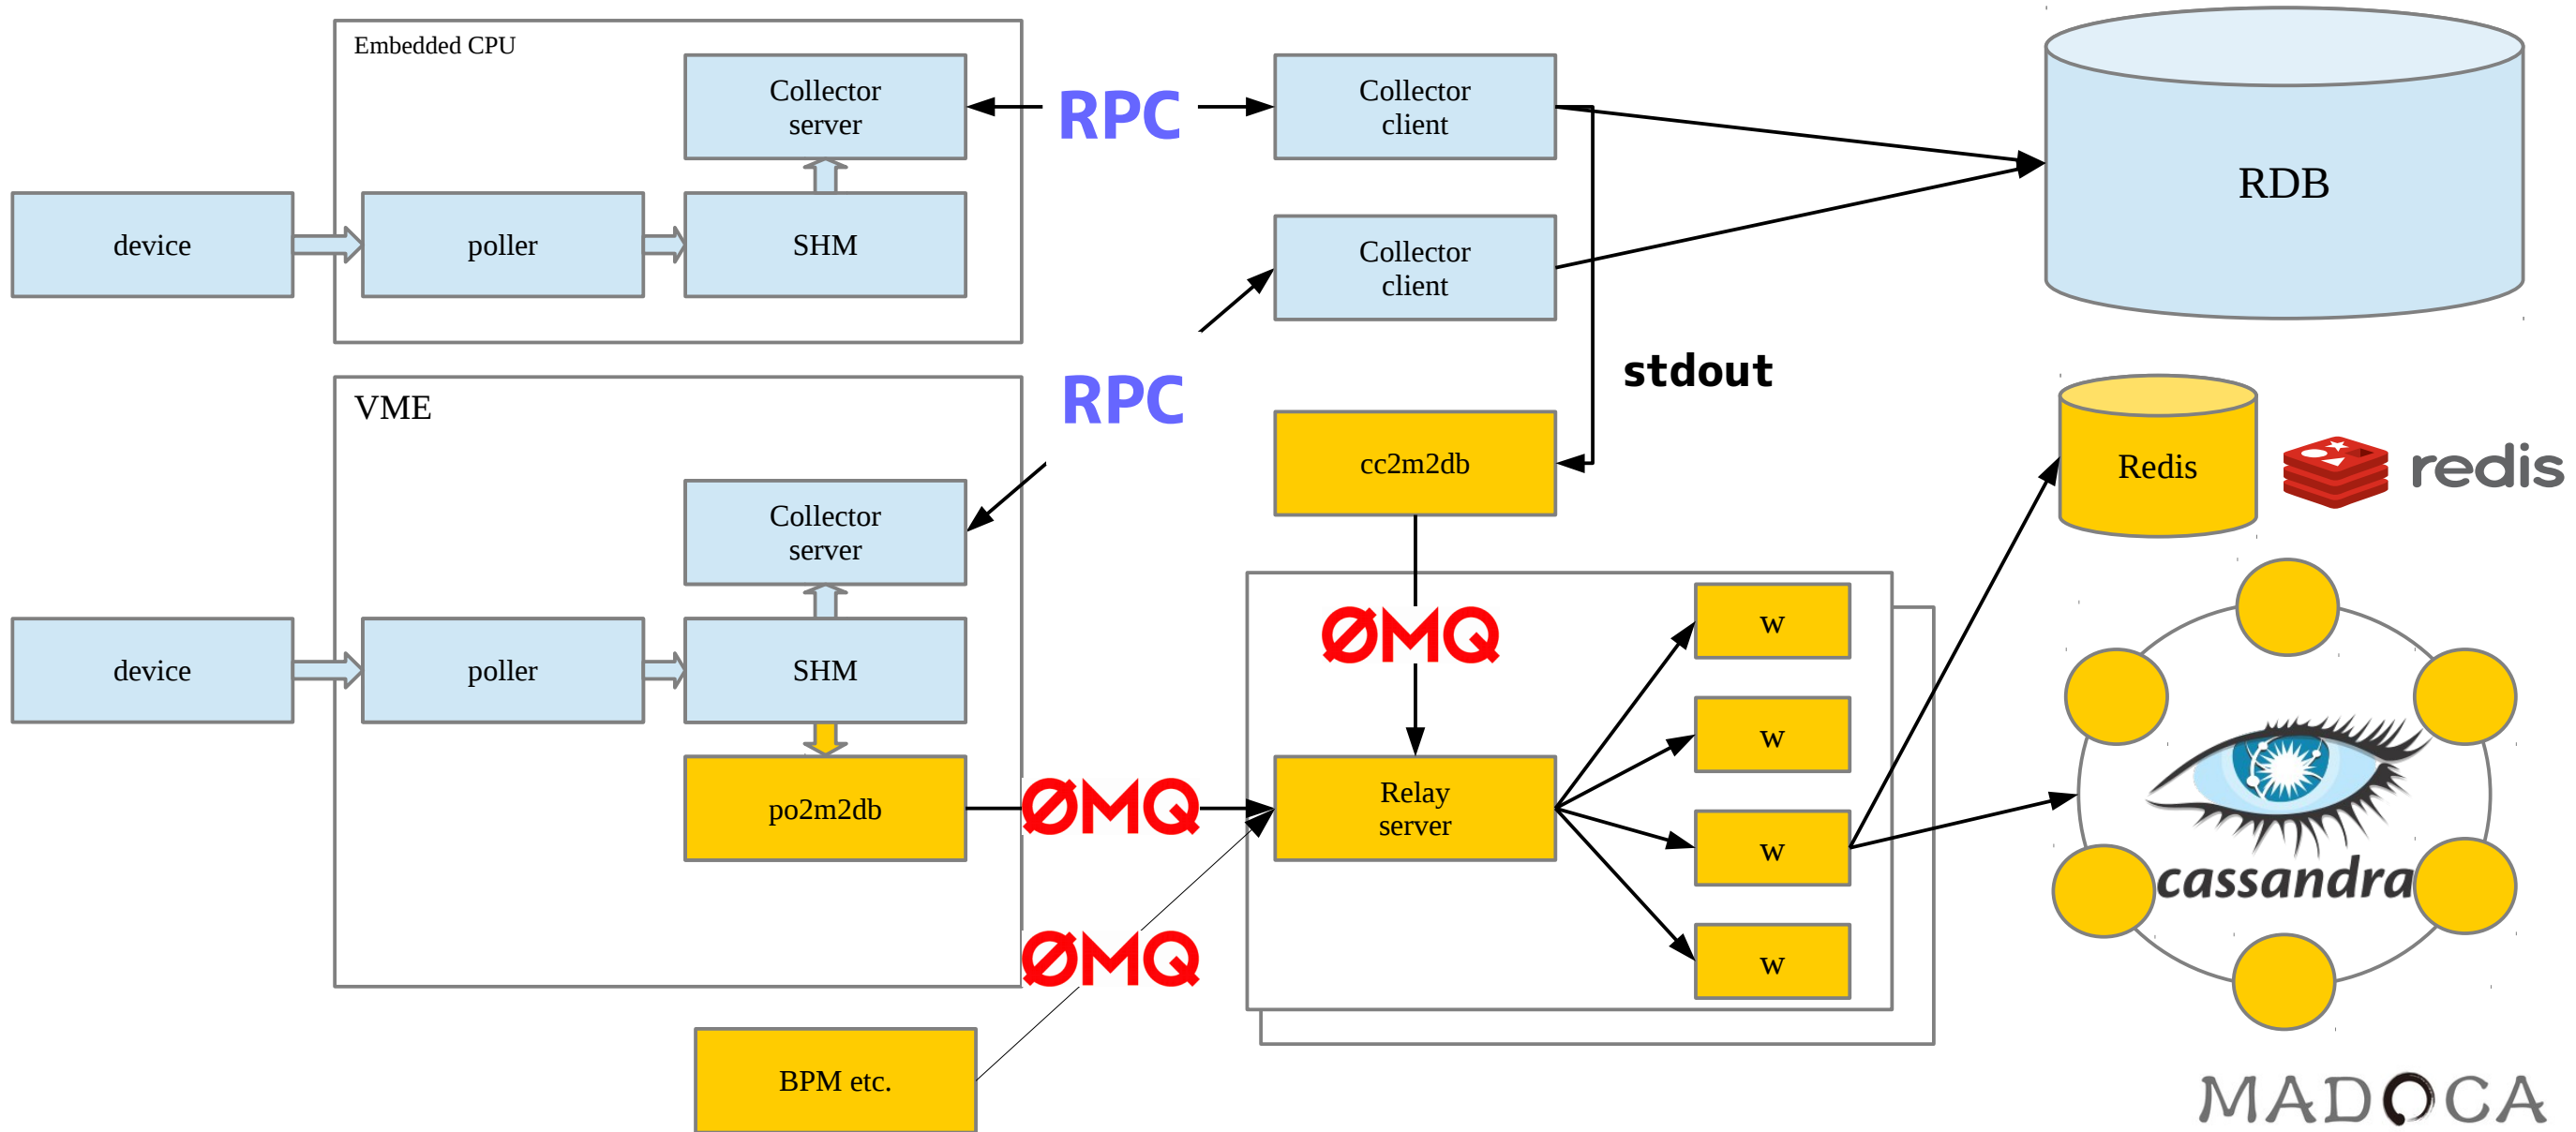 Embedded CPU
Collector
server
RPC
Collector
client
RDB
device
poller
SHM
Collector
client
stdout
VME
RPC
cc2m2db
Redis
redis
Collector
server
ØMQ
w
device
poller
SHM
w
po2m2db
ØMQ
Relay
server
w
cassandra
ØMQ
w
BPM etc.
MADOCA